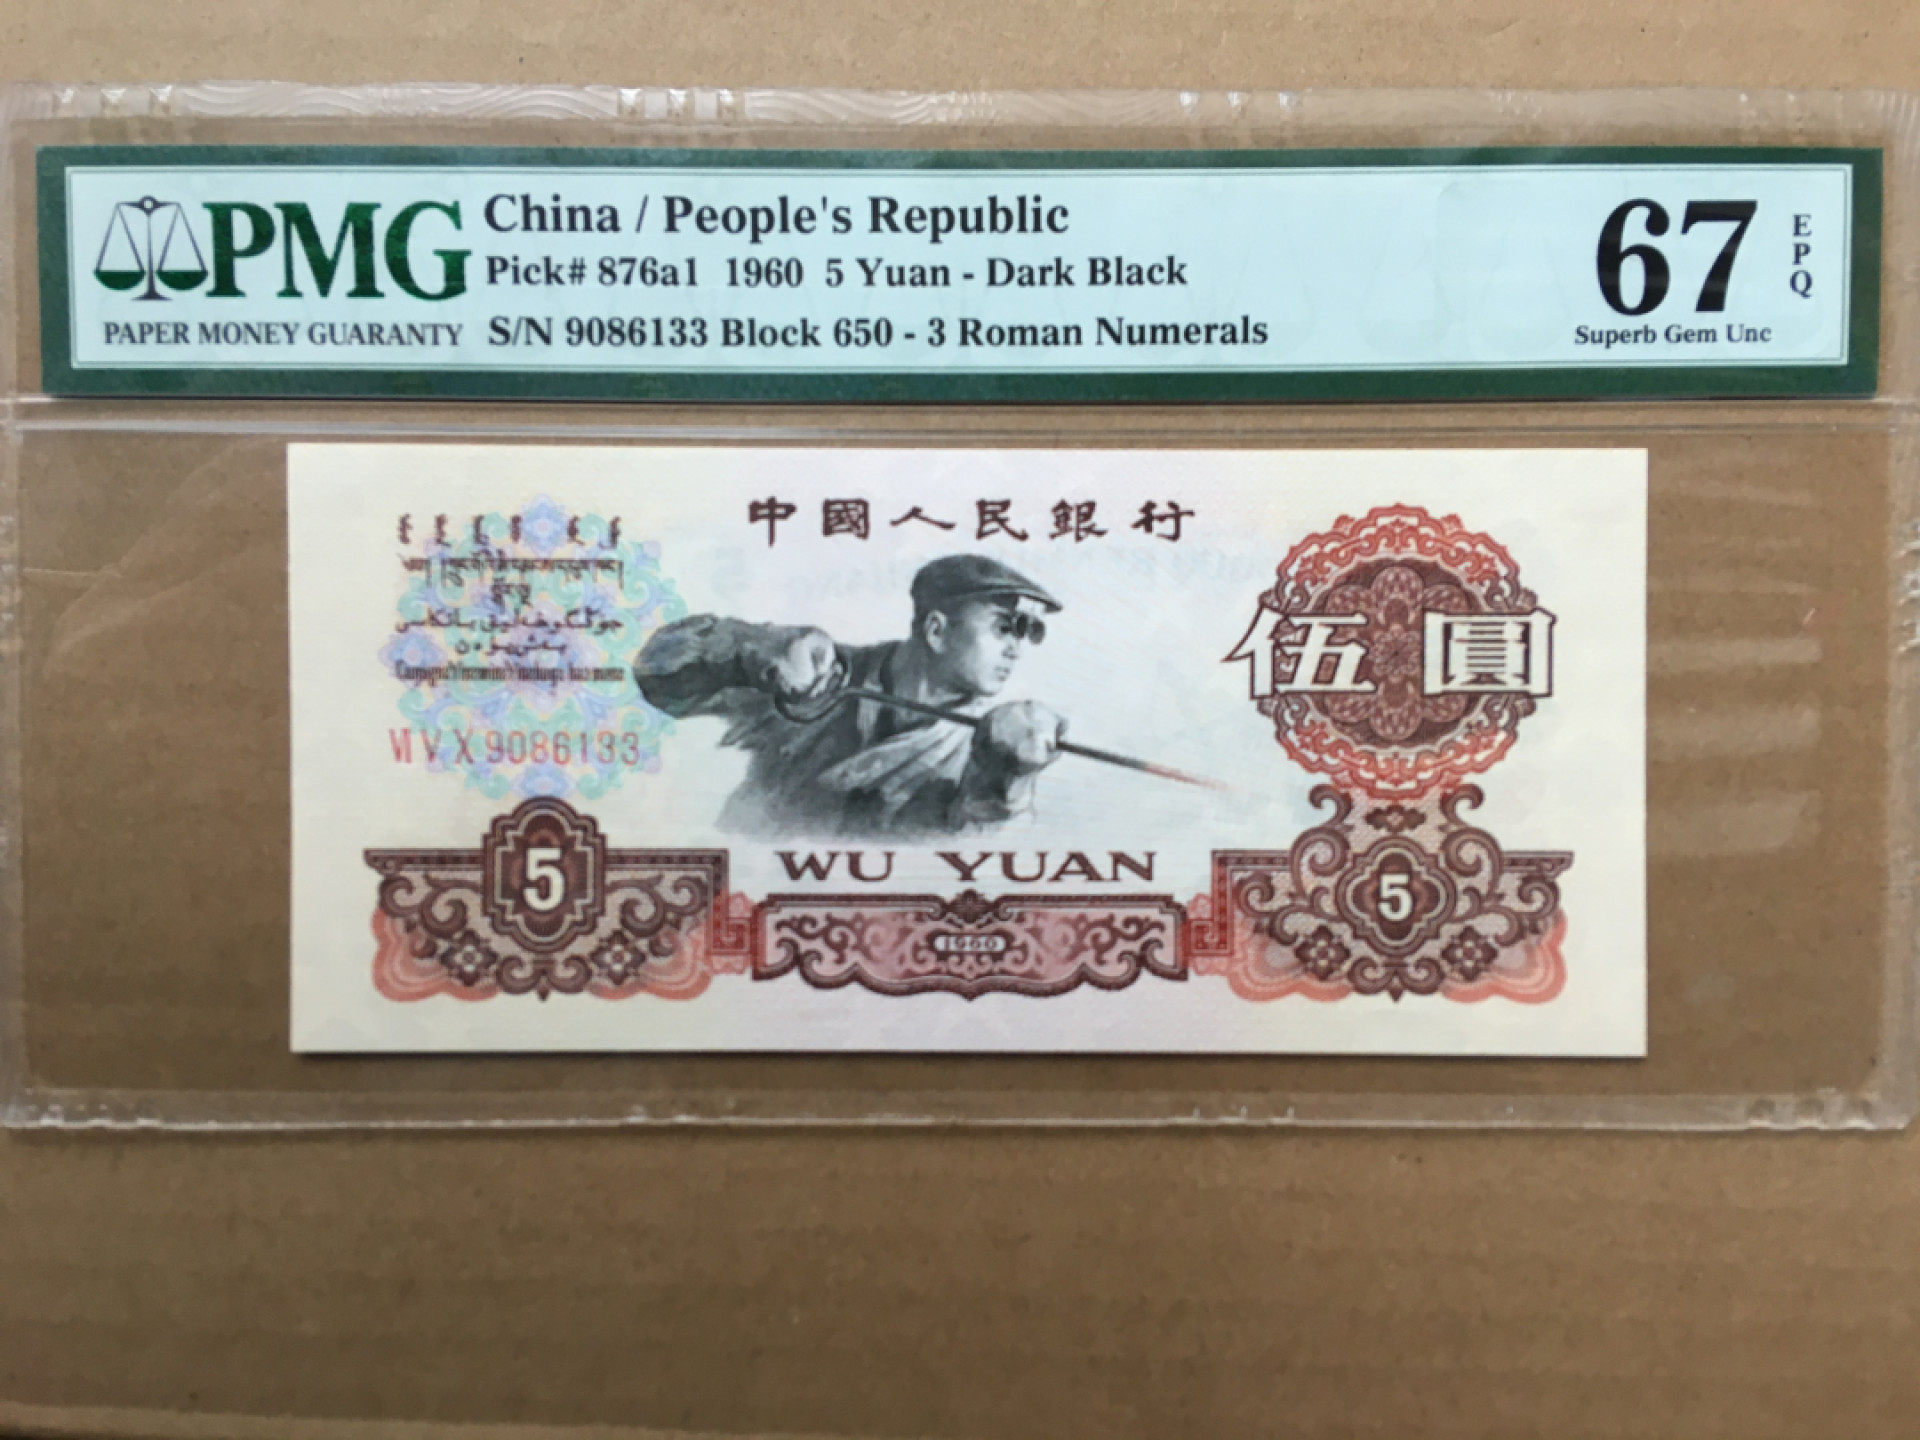 PMG
PAPER MONEY GUARANTY
China / People's Republic
Pick# 876a1 1960 5 Yuan - Dark Black
S/N 9086133 Block 650 - 3 Roman Numerals
67
EPQ
Superb Gem Unc
中國人民銀行
伍圓
VI V X 9086133
WU YUAN
5
5
1960